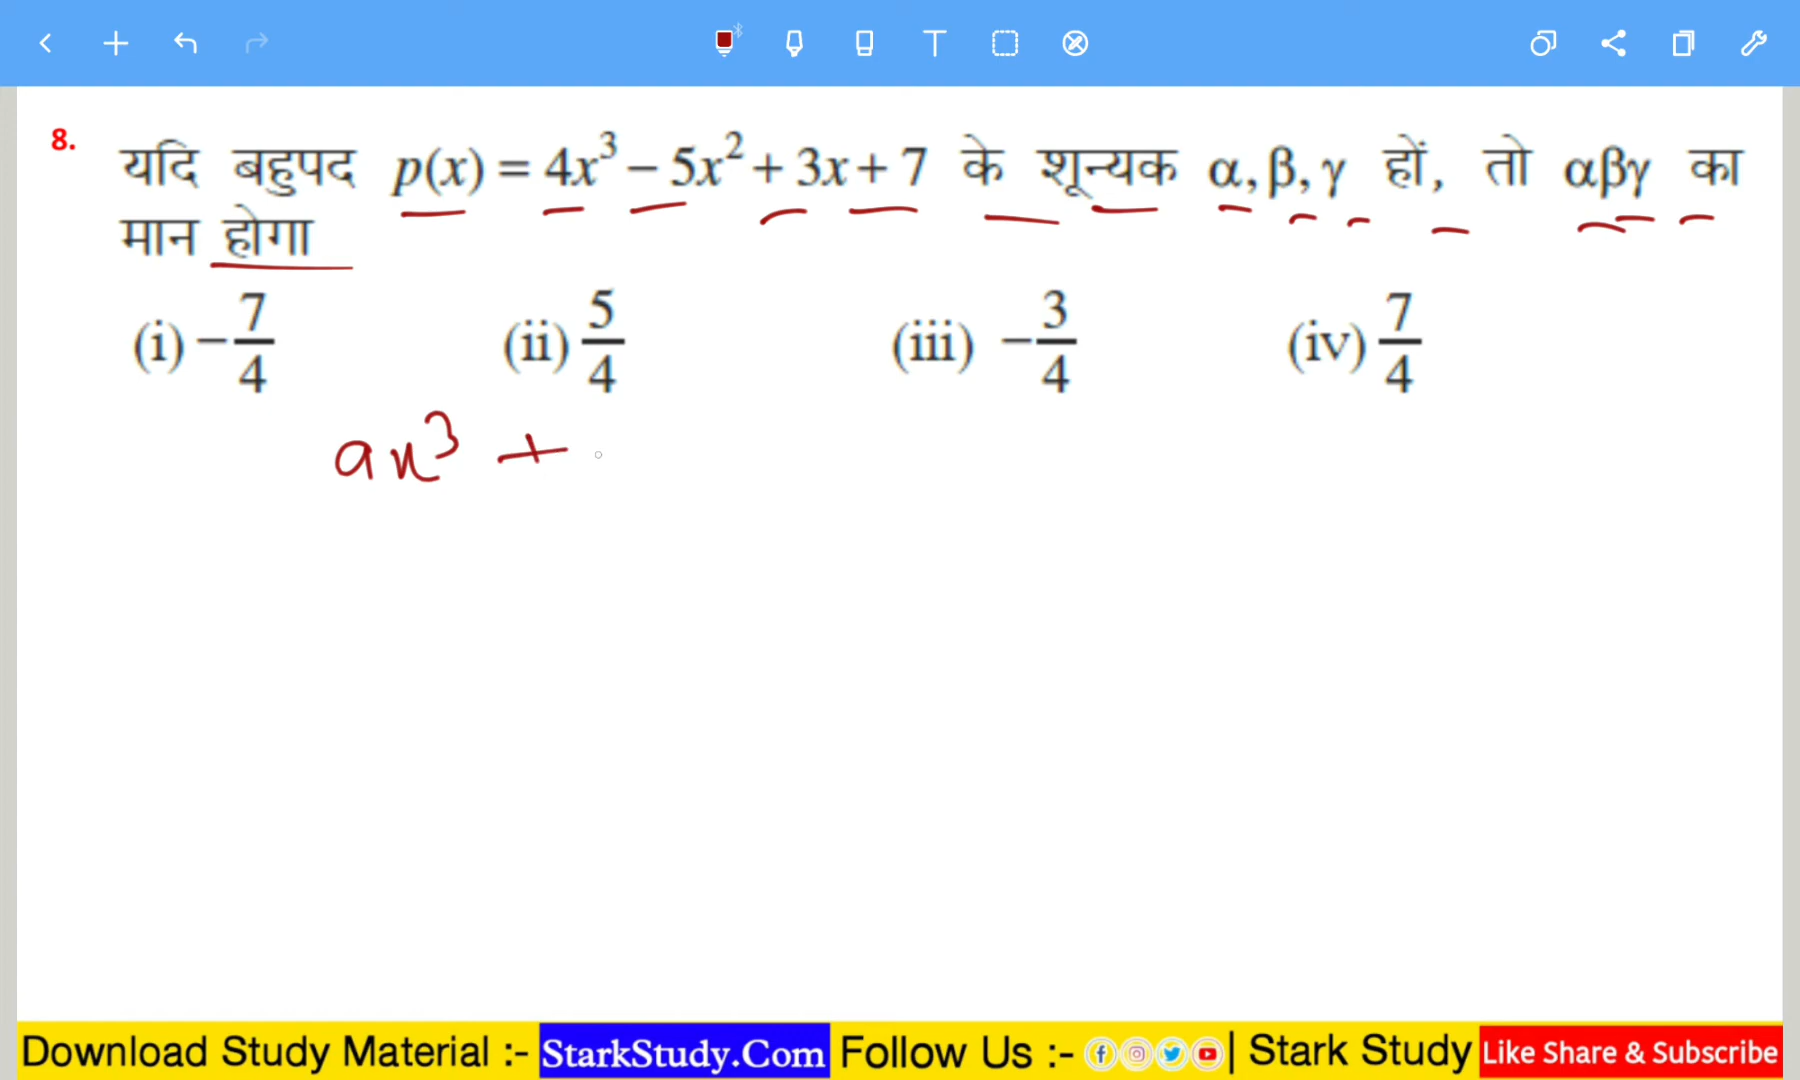 8. यदि बहुपद p(x) = 4x³ – 5x² + 3x + 7 के शून्यक α, β, γ हों, तो αβγ का
मान होगा
(i) –7/4 (ii) 5/4 (iii) –3/4 (iv) 7/4
ax³ +
Download Study Material :- StarkStudy.Com Follow Us :- | Stark Study Like Share & Subscribe